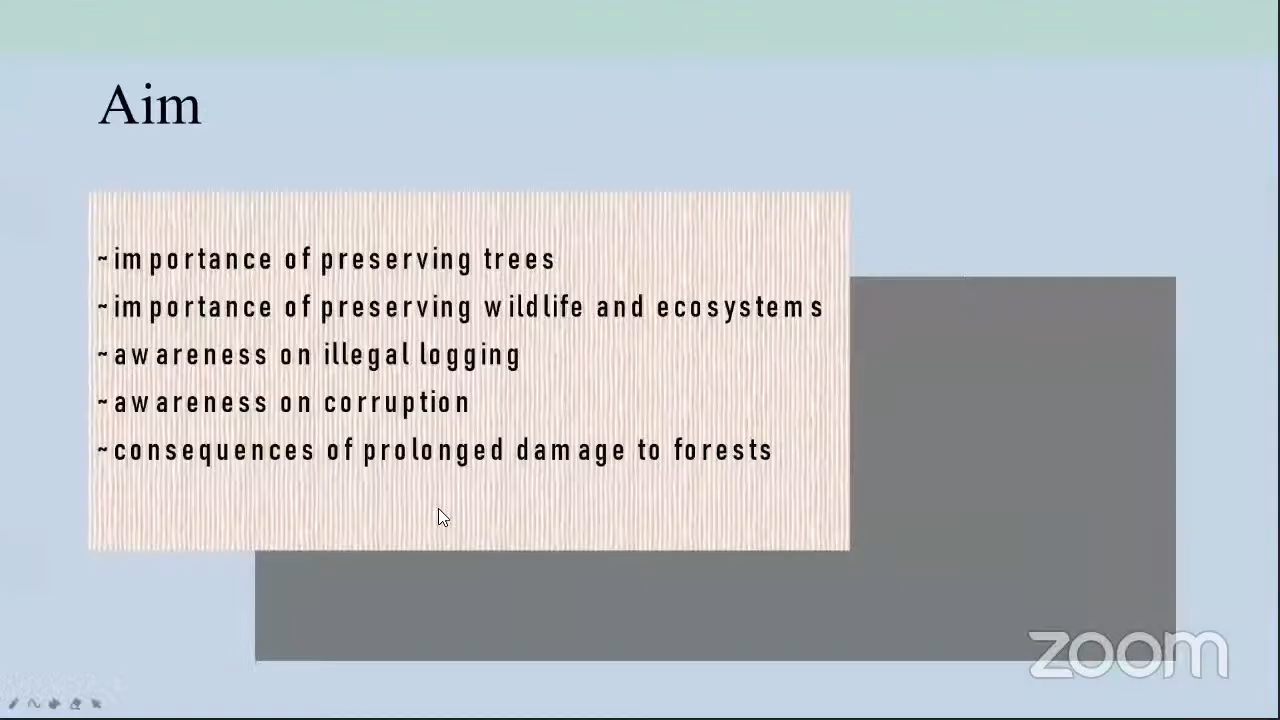 Aim
~importance of preserving trees
~importance of preserving wildlife and ecosystems
~awareness on illegal logging
~awareness on corruption
~consequences of prolonged damage to forests
zoom